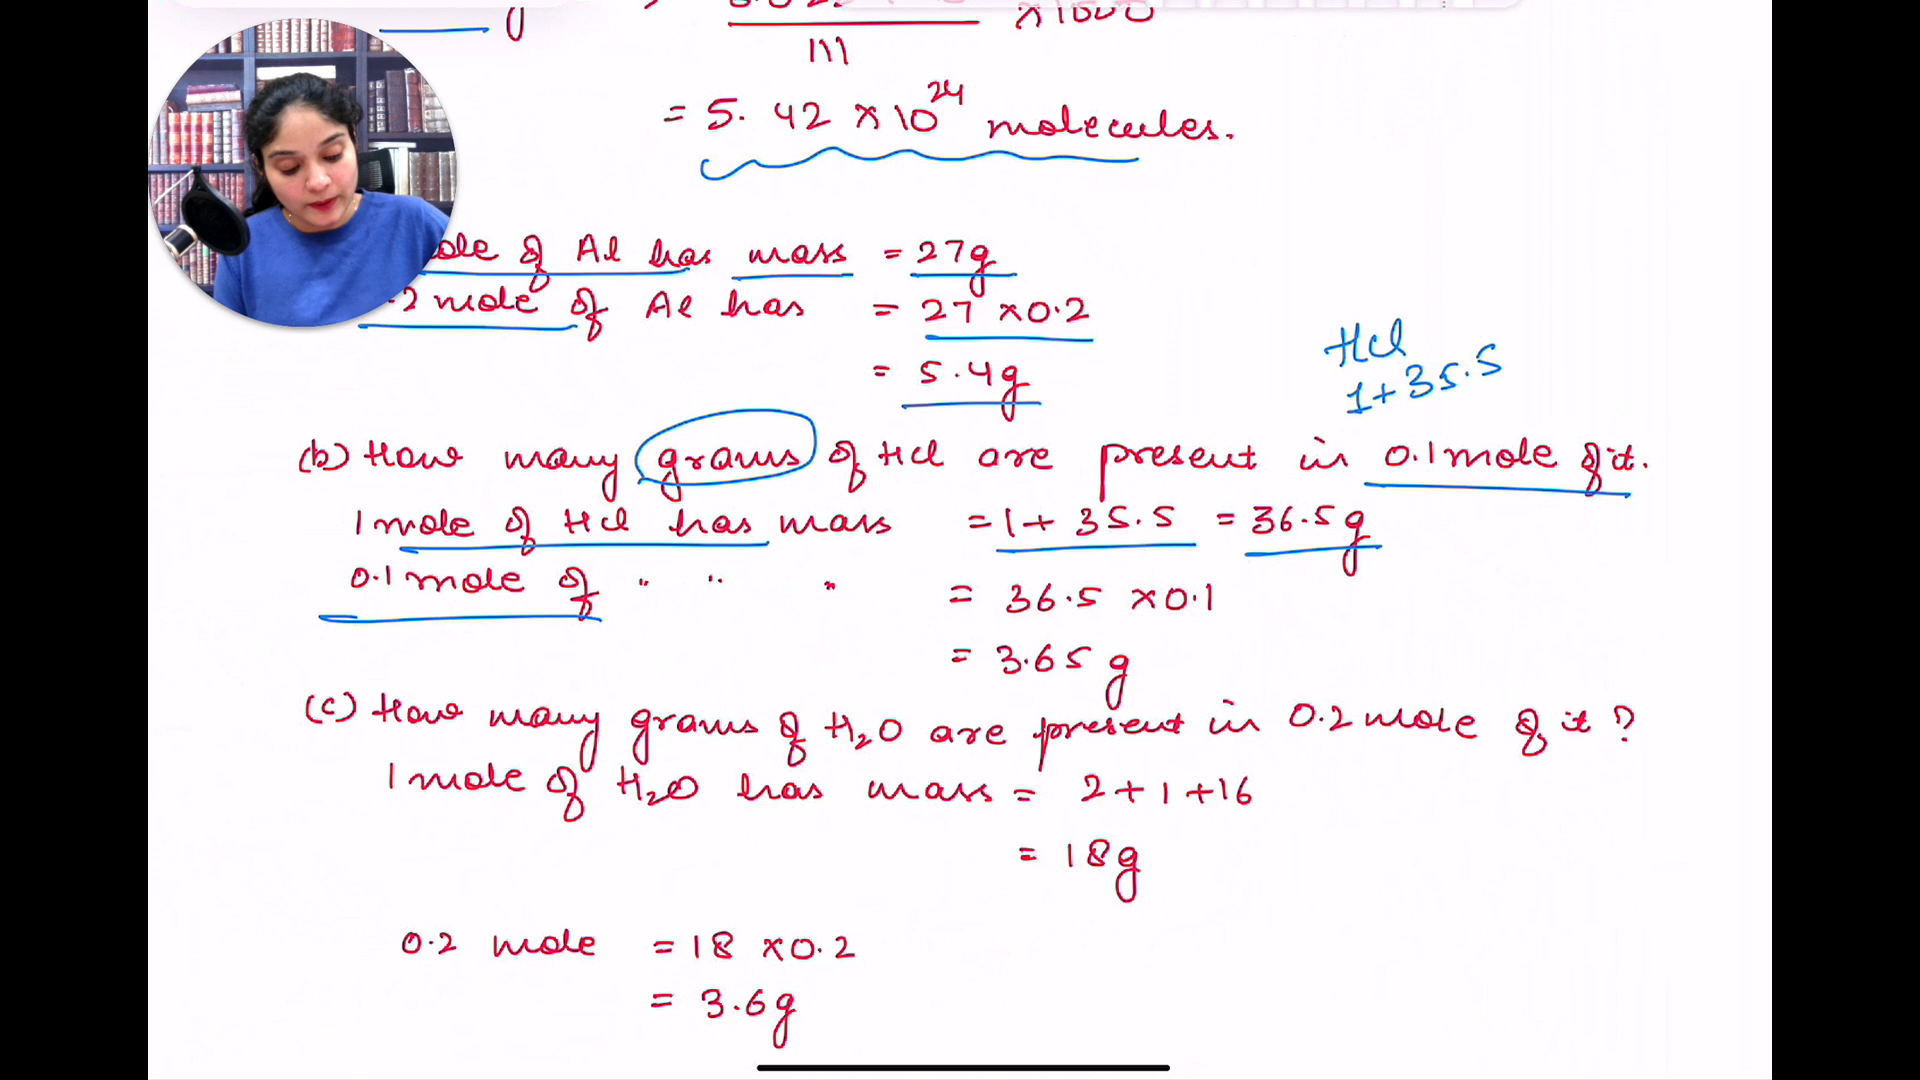 ×1000
111
= 5.42 × 10²⁴ molecules.
of Al has mass = 27g
.2 mole of Al has = 27 × 0.2
= 5.4g
HCl
1+35.5
(b) How many grams of HCl are present in 0.1 mole of it.
1 mole of HCl has mass = 1 + 35.5 = 36.5g
0.1 mole of " " " = 36.5 × 0.1
= 3.65 g
(c) How many grams of H₂O are present in 0.2 mole of it ?
1 mole of H₂O has mass = 2 + 1 + 16
= 18g
0.2 mole = 18 × 0.2
= 3.6g